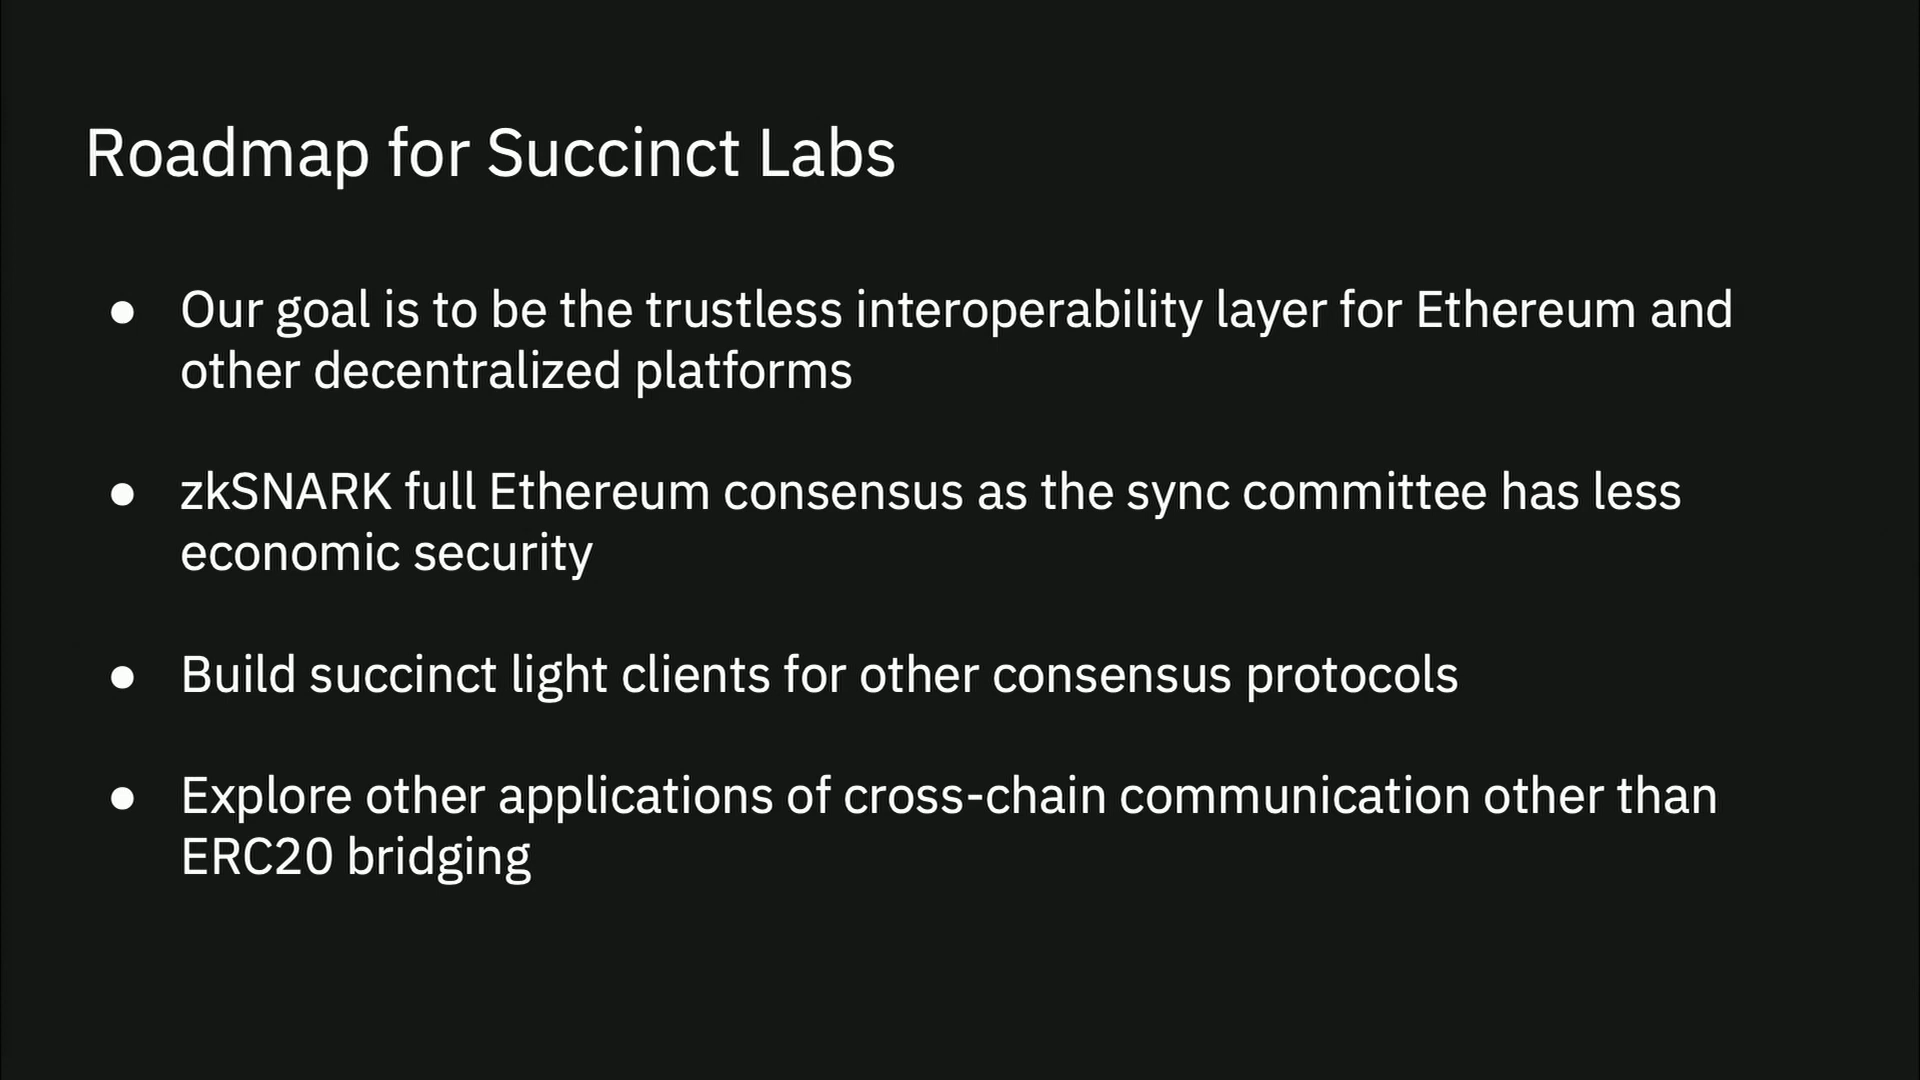 Roadmap for Succinct Labs
● Our goal is to be the trustless interoperability layer for Ethereum and
other decentralized platforms
● zkSNARK full Ethereum consensus as the sync committee has less
economic security
● Build succinct light clients for other consensus protocols
● Explore other applications of cross-chain communication other than
ERC20 bridging